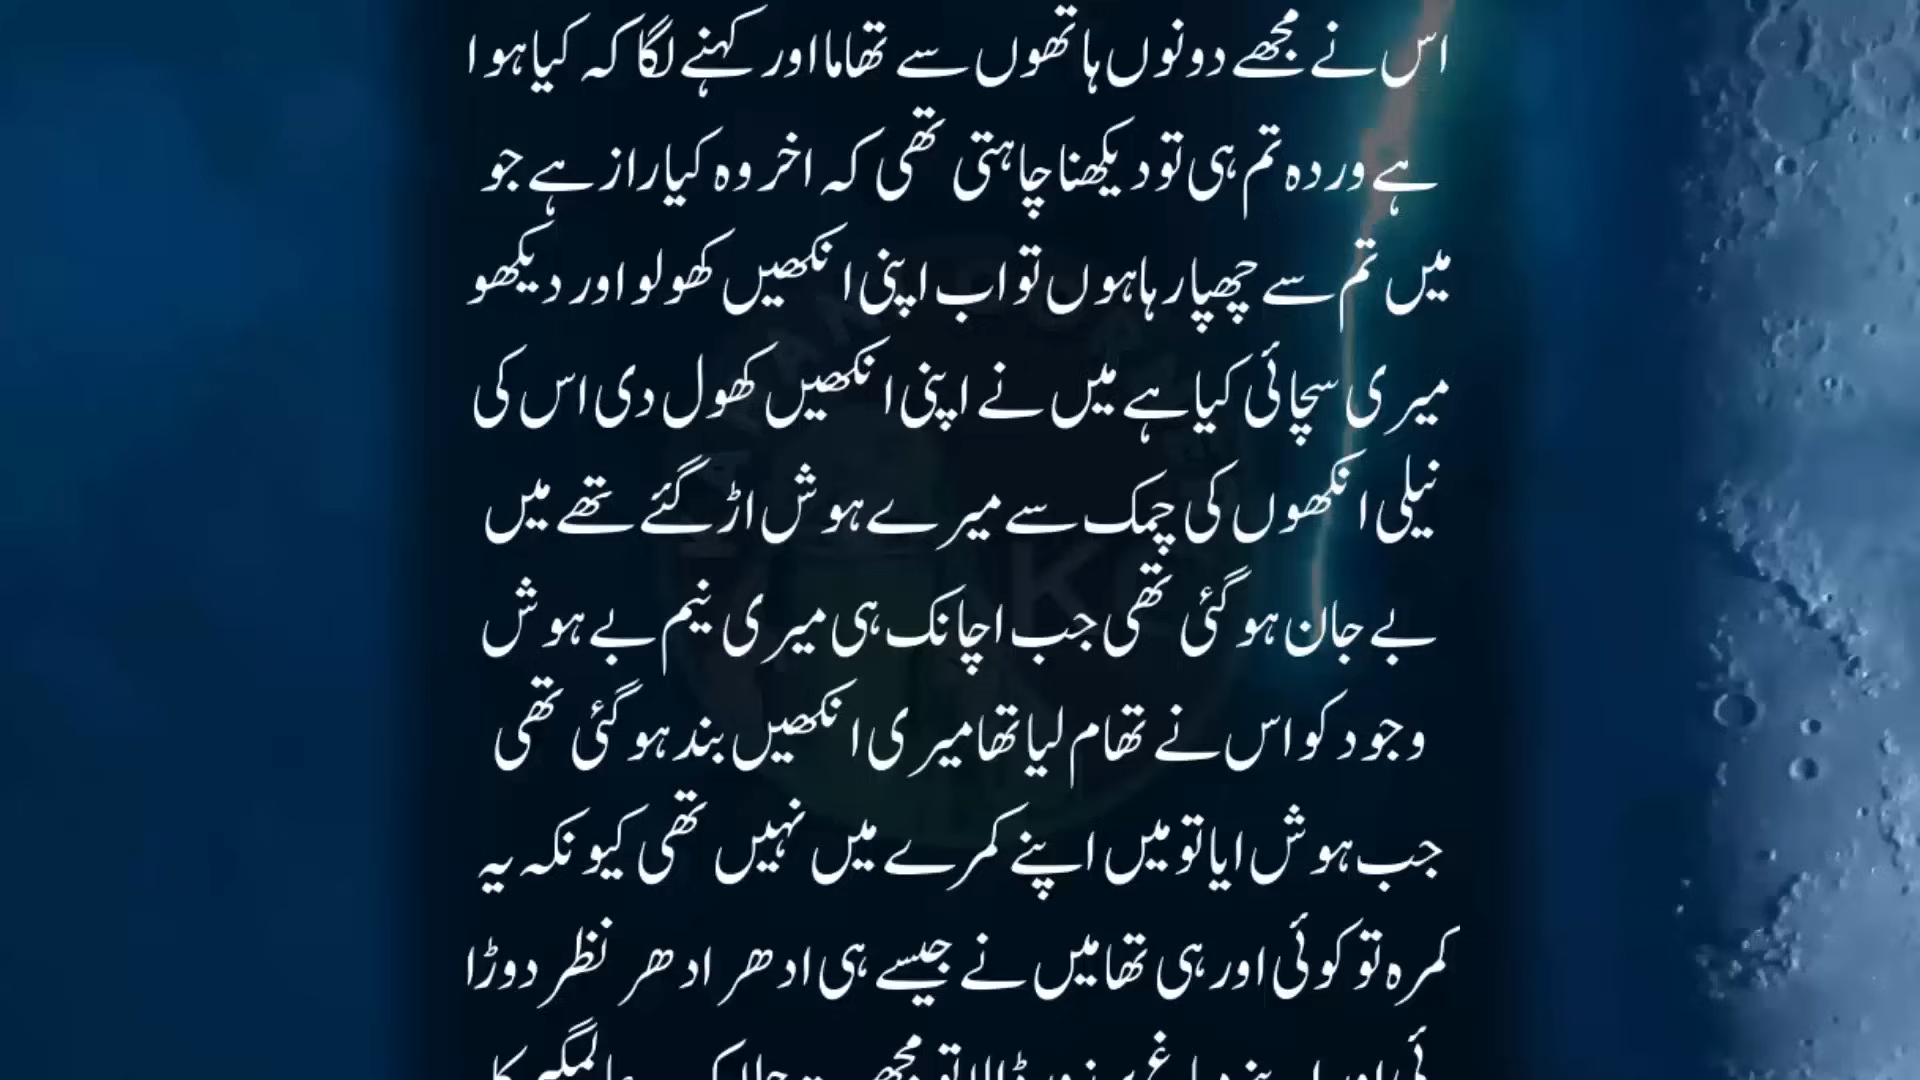 اس نے مجھے دونوں ہاتھوں سے تھاما اور کہنے لگا کہ کیا ہوا
ہے وردہ تم ہی تو دیکھنا چاہتی تھی کہ اخر وہ کیا راز ہے جو
میں تم سے چھپا رہا ہوں تو اب اپنی انکھیں کھولو اور دیکھو
میری سچائی کیا ہے میں نے اپنی انکھیں کھول دی اس کی
نیلی انکھوں کی چمک سے میرے ہوش اڑ گئے تھے میں
بے جان ہو گئی تھی جب اچانک ہی میری نیم بے ہوش
وجود کو اس نے تھام لیا تھا میری انکھیں بند ہو گئی تھی
جب ہوش ایا تو میں اپنے کمرے میں نہیں تھی کیونکہ یہ
کمرہ تو کوئی اور ہی تھا میں نے جیسے ہی ادھر ادھر نظر دوڑا